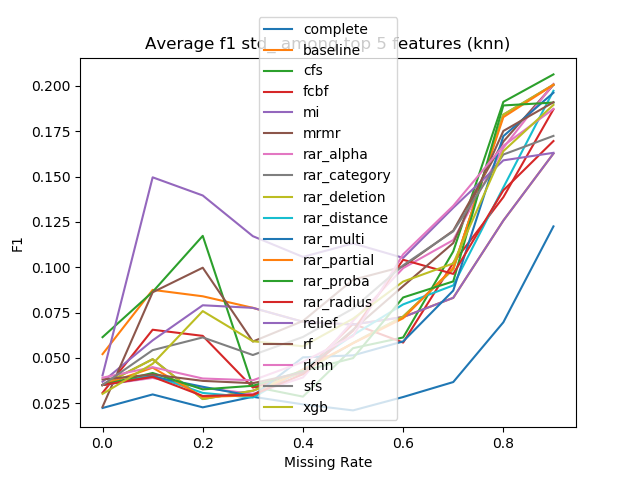 Average f1 std_ among top 5 features (knn)
complete
baseline
cfs
fcbf
mi
mrmr
rar_alpha
rar_category
rar_deletion
rar_distance
rar_multi
rar_partial
rar_proba
rar_radius
relief
rf
rknn
sfs
xgb
F1
0.200
0.175
0.150
0.125
0.100
0.075
0.050
0.025
0.0
0.2
0.4
0.6
0.8
Missing Rate